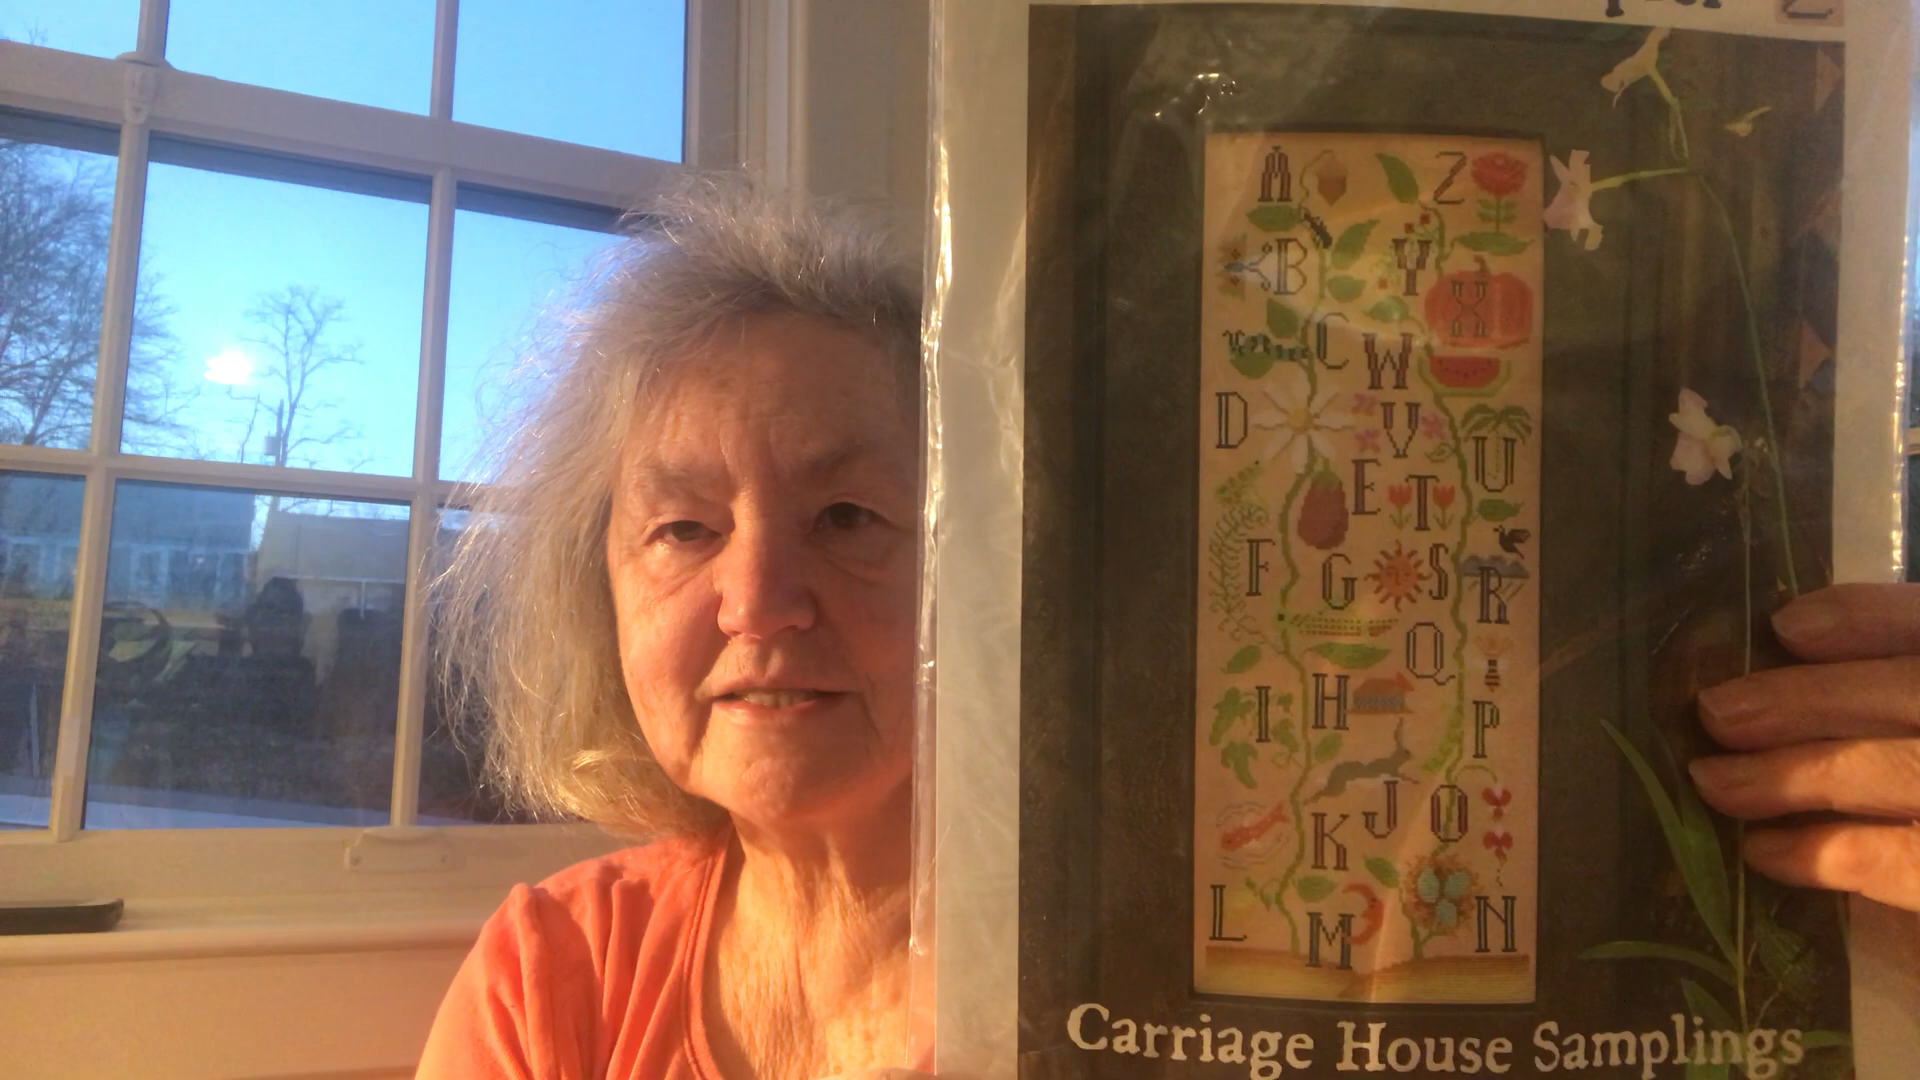 A Z
B Y X
C W
D V U
E T
F G S R
Q
I H P
K J O
L M N
Carriage House Samplings